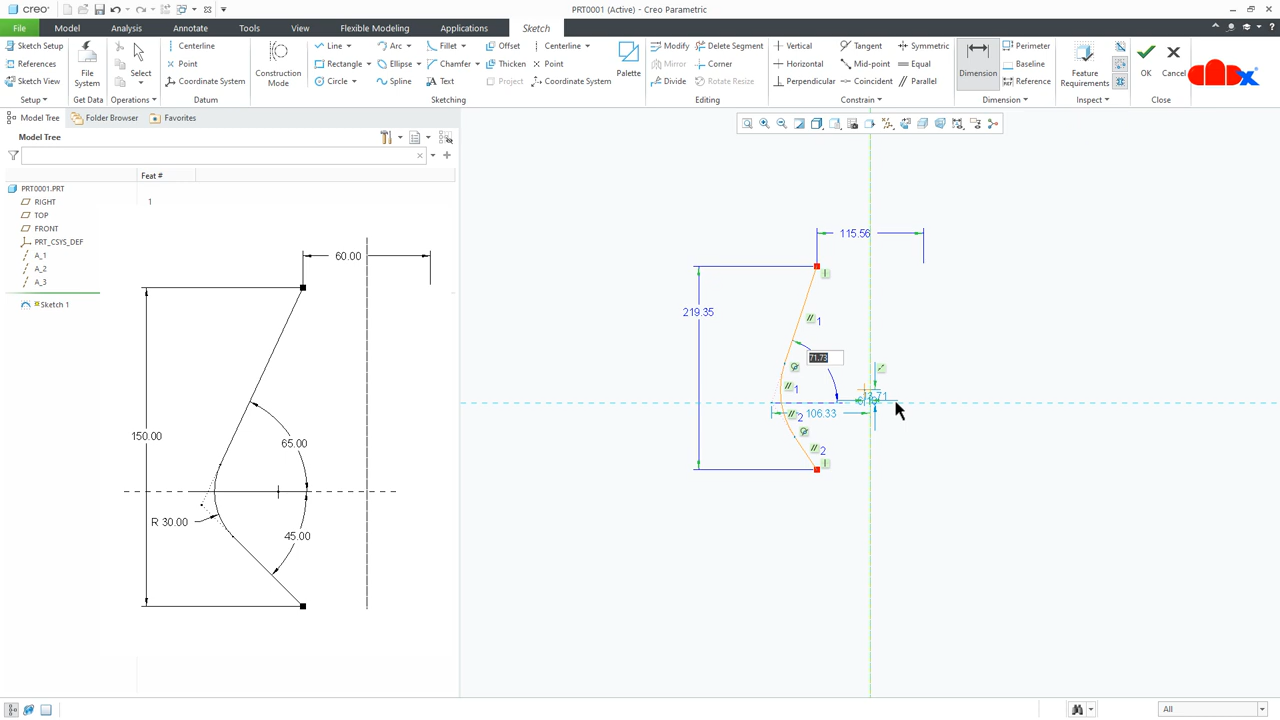 creo
PRT0001 (Active) - Creo Parametric
File Model Analysis Annotate Tools View Flexible Modeling Applications Sketch
Sketch Setup
References
Sketch View
Setup
File System
Get Data
Select
Operations
Centerline
Point
Coordinate System
Datum
Construction Mode
Line Arc Fillet Offset Centerline
Rectangle Ellipse Chamfer Thicken Point
Circle Spline Text Project Coordinate System
Palette
Sketching
Modify Delete Segment
Mirror Corner
Divide Rotate Resize
Editing
Vertical Tangent Symmetric
Horizontal Mid-point Equal
Perpendicular Coincident Parallel
Constrain
Dimension
Perimeter
Baseline
Reference
Dimension
Feature Requirements
Inspect
OK
Cancel
Close
Model Tree Folder Browser Favorites
Model Tree
Feat #
PRT0001.PRT
RIGHT 1
TOP
FRONT
PRT_CSYS_DEF
A_1
A_2
A_3
Sketch 1
60.00
150.00
65.00
R 30.00
45.00
115.56
219.35
1
71.73
1
106.33
2
2
All